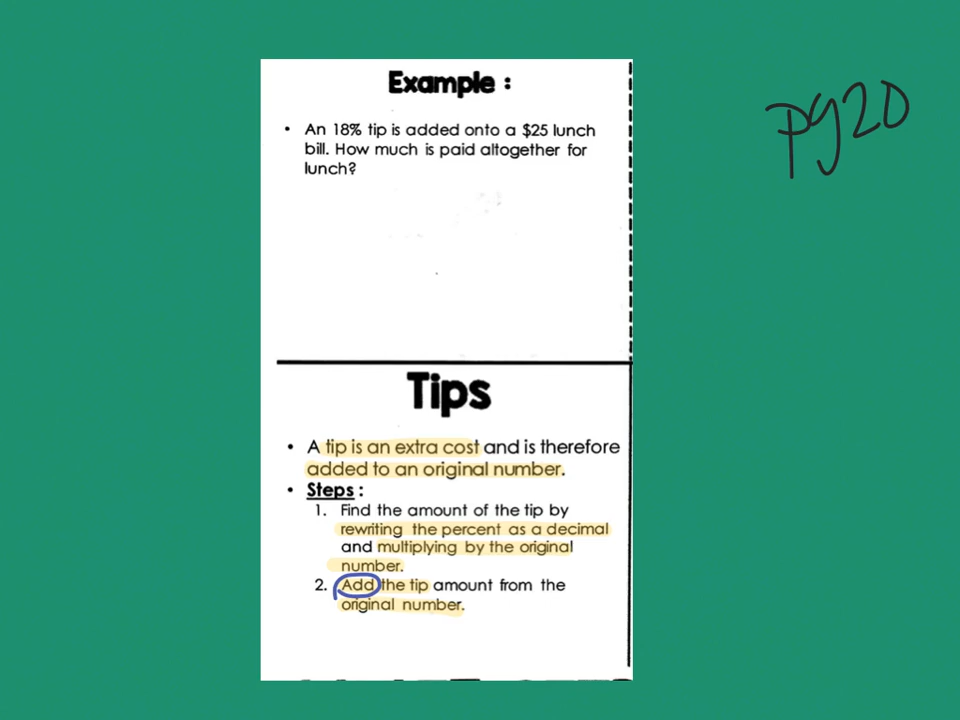 Example :
• An 18% tip is added onto a $25 lunch
bill. How much is paid altogether for
lunch?
pg20
Tips
• A tip is an extra cost and is therefore
added to an original number.
• Steps :
1. Find the amount of the tip by
rewriting the percent as a decimal
and multiplying by the original
number.
2. Add the tip amount from the
original number.